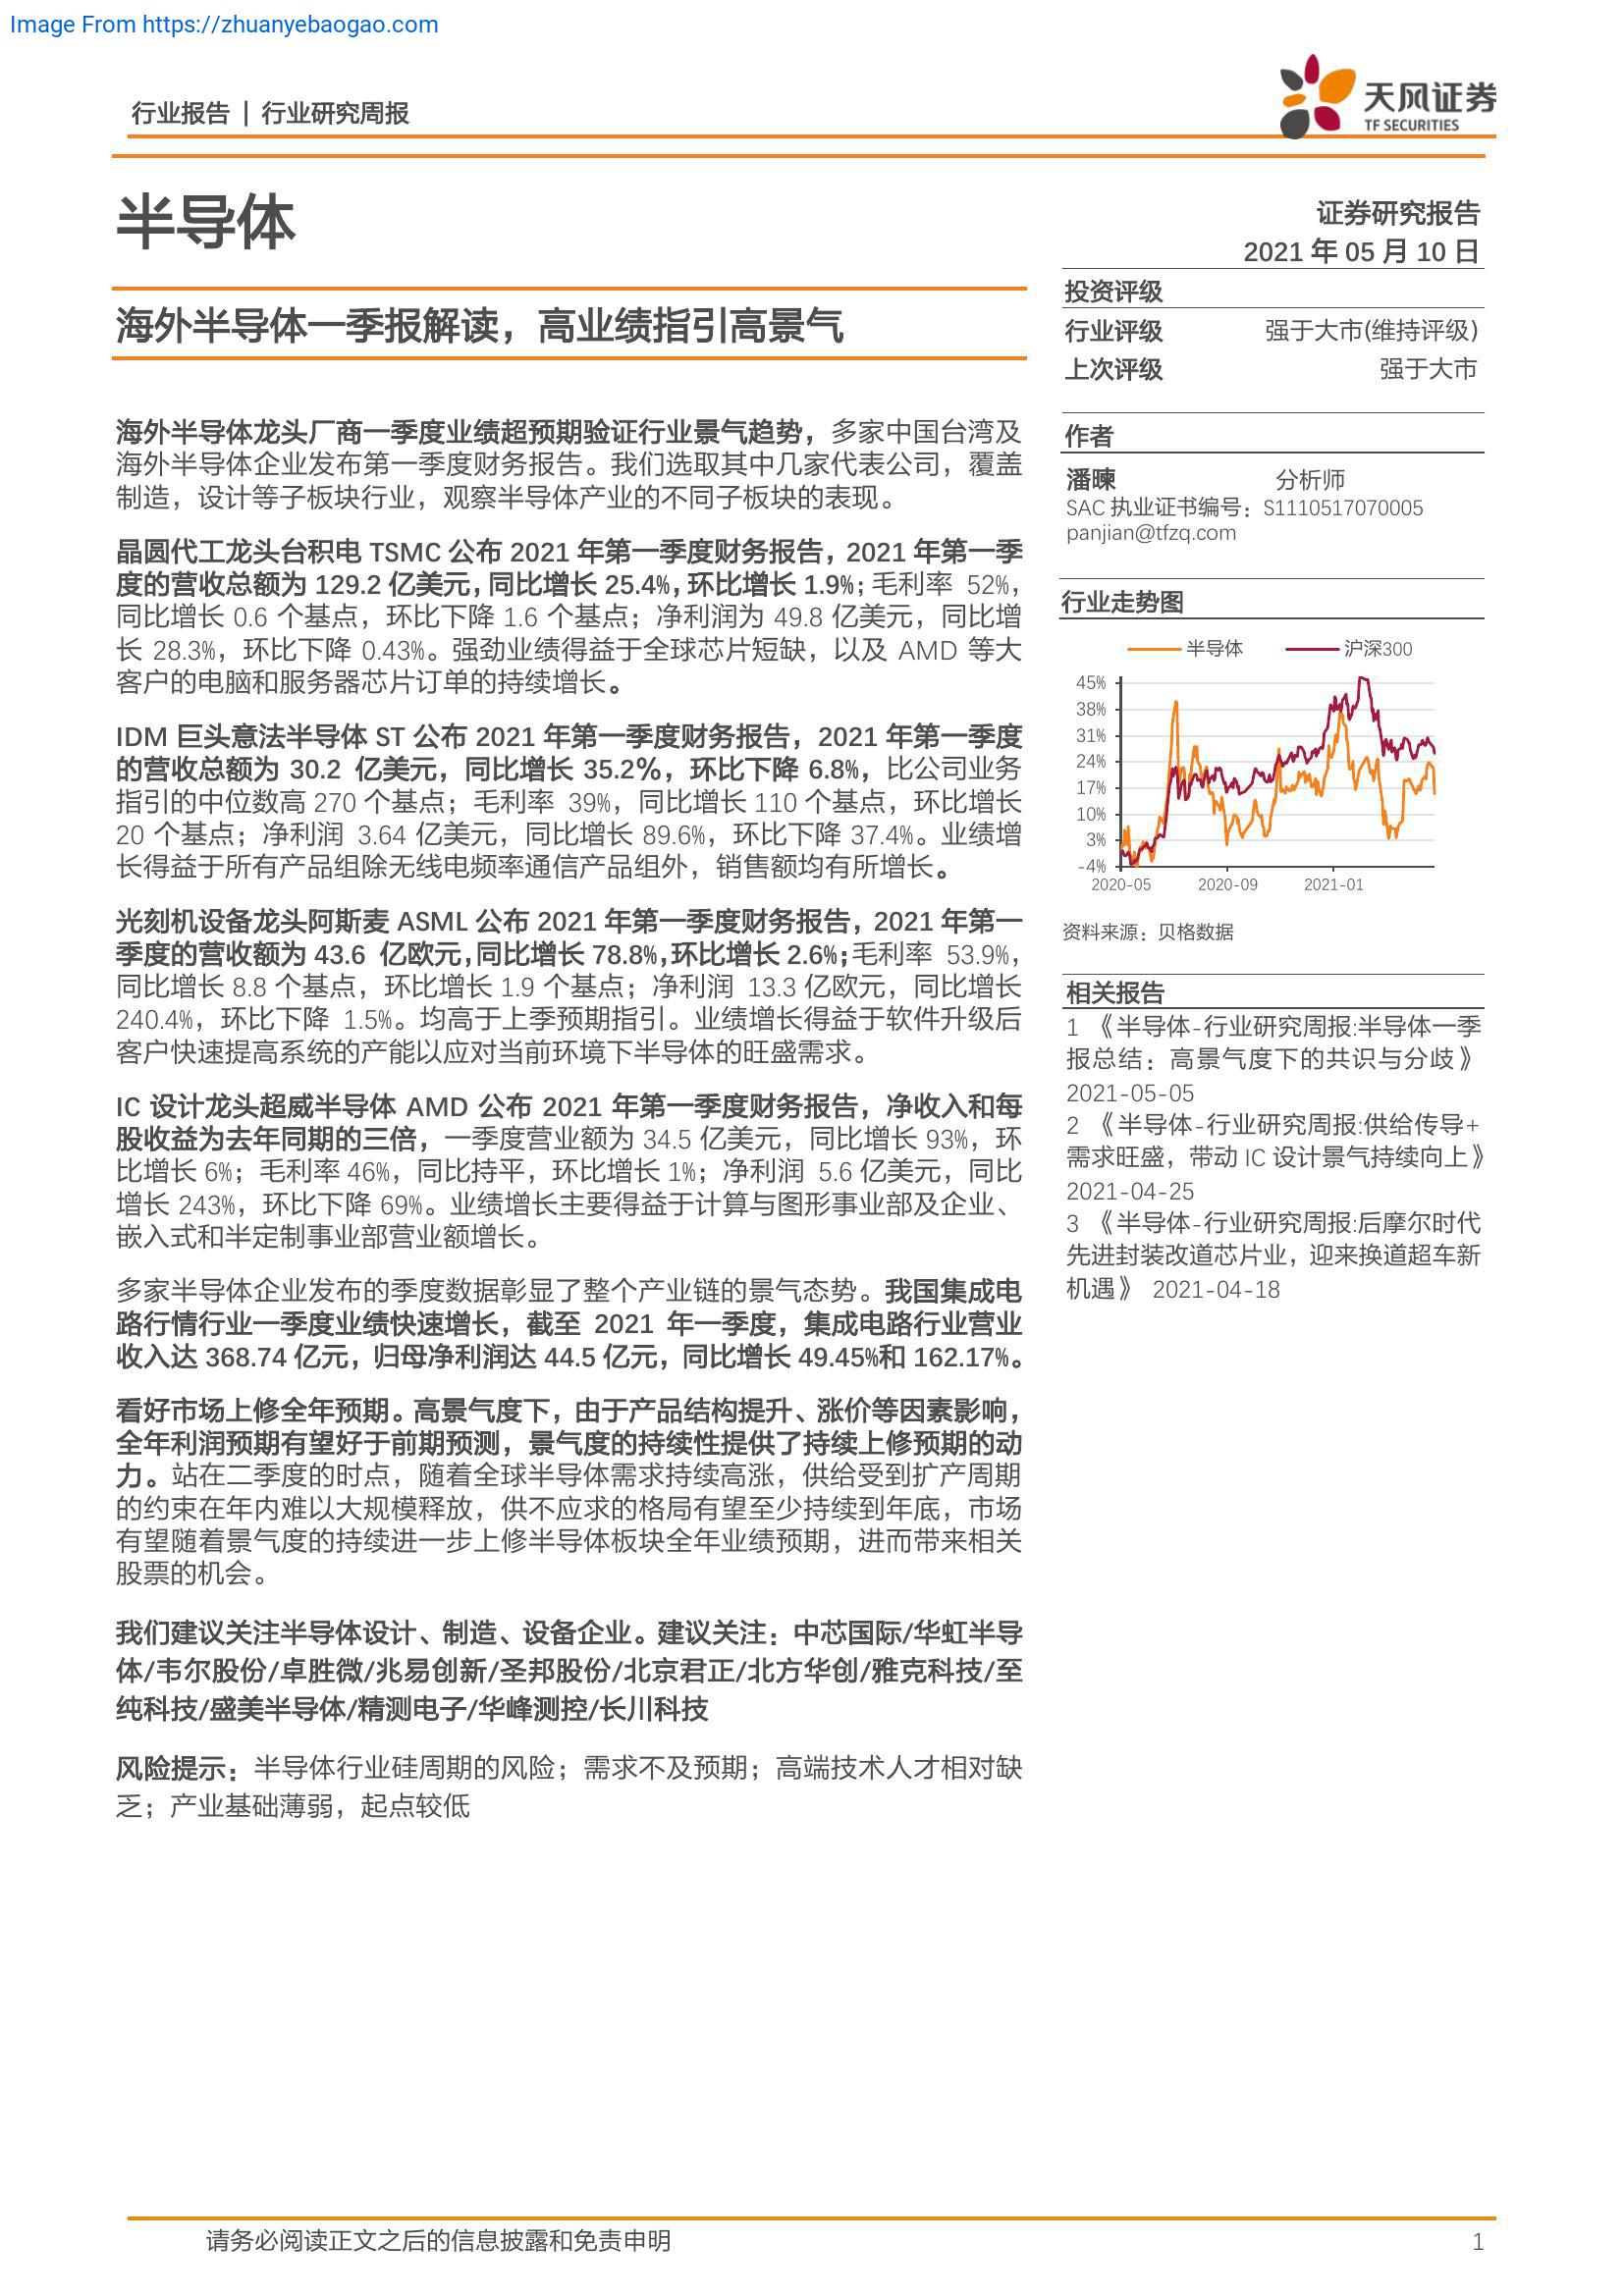 Image From https://zhuanyebaogao.com
行业报告 | 行业研究周报
天风证券
TF SECURITIES
半导体
证券研究报告
2021 年 05 月 10 日
海外半导体一季报解读，高业绩指引高景气
投资评级
行业评级 强于大市(维持评级)
上次评级 强于大市
海外半导体龙头厂商一季度业绩超预期验证行业景气趋势，多家中国台湾及
海外半导体企业发布第一季度财务报告。我们选取其中几家代表公司，覆盖
制造，设计等子板块行业，观察半导体产业的不同子板块的表现。
晶圆代工龙头台积电 TSMC 公布 2021 年第一季度财务报告，2021 年第一季
度的营收总额为 129.2 亿美元，同比增长 25.4%，环比增长 1.9%；毛利率 52%，
同比增长 0.6 个基点，环比下降 1.6 个基点；净利润为 49.8 亿美元，同比增
长 28.3%，环比下降 0.43%。强劲业绩得益于全球芯片短缺，以及 AMD 等大
客户的电脑和服务器芯片订单的持续增长。
IDM 巨头意法半导体 ST 公布 2021 年第一季度财务报告，2021 年第一季度
的营收总额为 30.2 亿美元，同比增长 35.2%，环比下降 6.8%，比公司业务
指引的中位数高 270 个基点；毛利率 39%，同比增长 110 个基点，环比增长
20 个基点；净利润 3.64 亿美元，同比增长 89.6%，环比下降 37.4%。业绩增
长得益于所有产品组除无线电频率通信产品组外，销售额均有所增长。
光刻机设备龙头阿斯麦 ASML 公布 2021 年第一季度财务报告，2021 年第一
季度的营收额为 43.6 亿欧元，同比增长 78.8%，环比增长 2.6%；毛利率 53.9%，
同比增长 8.8 个基点，环比增长 1.9 个基点；净利润 13.3 亿欧元，同比增长
240.4%，环比下降 1.5%。均高于上季预期指引。业绩增长得益于软件升级后
客户快速提高系统的产能以应对当前环境下半导体的旺盛需求。
IC 设计龙头超威半导体 AMD 公布 2021 年第一季度财务报告，净收入和每
股收益为去年同期的三倍，一季度营业额为 34.5 亿美元，同比增长 93%，环
比增长 6%；毛利率 46%，同比持平，环比增长 1%；净利润 5.6 亿美元，同比
增长 243%，环比下降 69%。业绩增长主要得益于计算与图形事业部及企业、
嵌入式和半定制事业部营业额增长。
多家半导体企业发布的季度数据彰显了整个产业链的景气态势。我国集成电
路行情行业一季度业绩快速增长，截至 2021 年一季度，集成电路行业营业
收入达 368.74 亿元，归母净利润达 44.5 亿元，同比增长 49.45%和 162.17%。
看好市场上修全年预期。高景气度下，由于产品结构提升、涨价等因素影响，
全年利润预期有望好于前期预测，景气度的持续性提供了持续上修预期的动
力。站在二季度的时点，随着全球半导体需求持续高涨，供给受到扩产周期
的约束在年内难以大规模释放，供不应求的格局有望至少持续到年底，市场
有望随着景气度的持续进一步上修半导体板块全年业绩预期，进而带来相关
股票的机会。
我们建议关注半导体设计、制造、设备企业。建议关注：中芯国际/华虹半导
体/韦尔股份/卓胜微/兆易创新/圣邦股份/北京君正/北方华创/雅克科技/至
纯科技/盛美半导体/精测电子/华峰测控/长川科技
风险提示：半导体行业硅周期的风险；需求不及预期；高端技术人才相对缺
乏；产业基础薄弱，起点较低
作者
潘暕 分析师
SAC 执业证书编号：S1110517070005
panjian@tfzq.com
行业走势图
半导体 沪深300
45%
38%
31%
24%
17%
10%
3%
-4%
2020-05 2020-09 2021-01
资料来源：贝格数据
相关报告
1 《半导体-行业研究周报:半导体一季
报总结：高景气度下的共识与分歧》
2021-05-05
2 《半导体-行业研究周报:供给传导+
需求旺盛，带动 IC 设计景气持续向上》
2021-04-25
3 《半导体-行业研究周报:后摩尔时代
先进封装改道芯片业，迎来换道超车新
机遇》 2021-04-18
请务必阅读正文之后的信息披露和免责申明 1